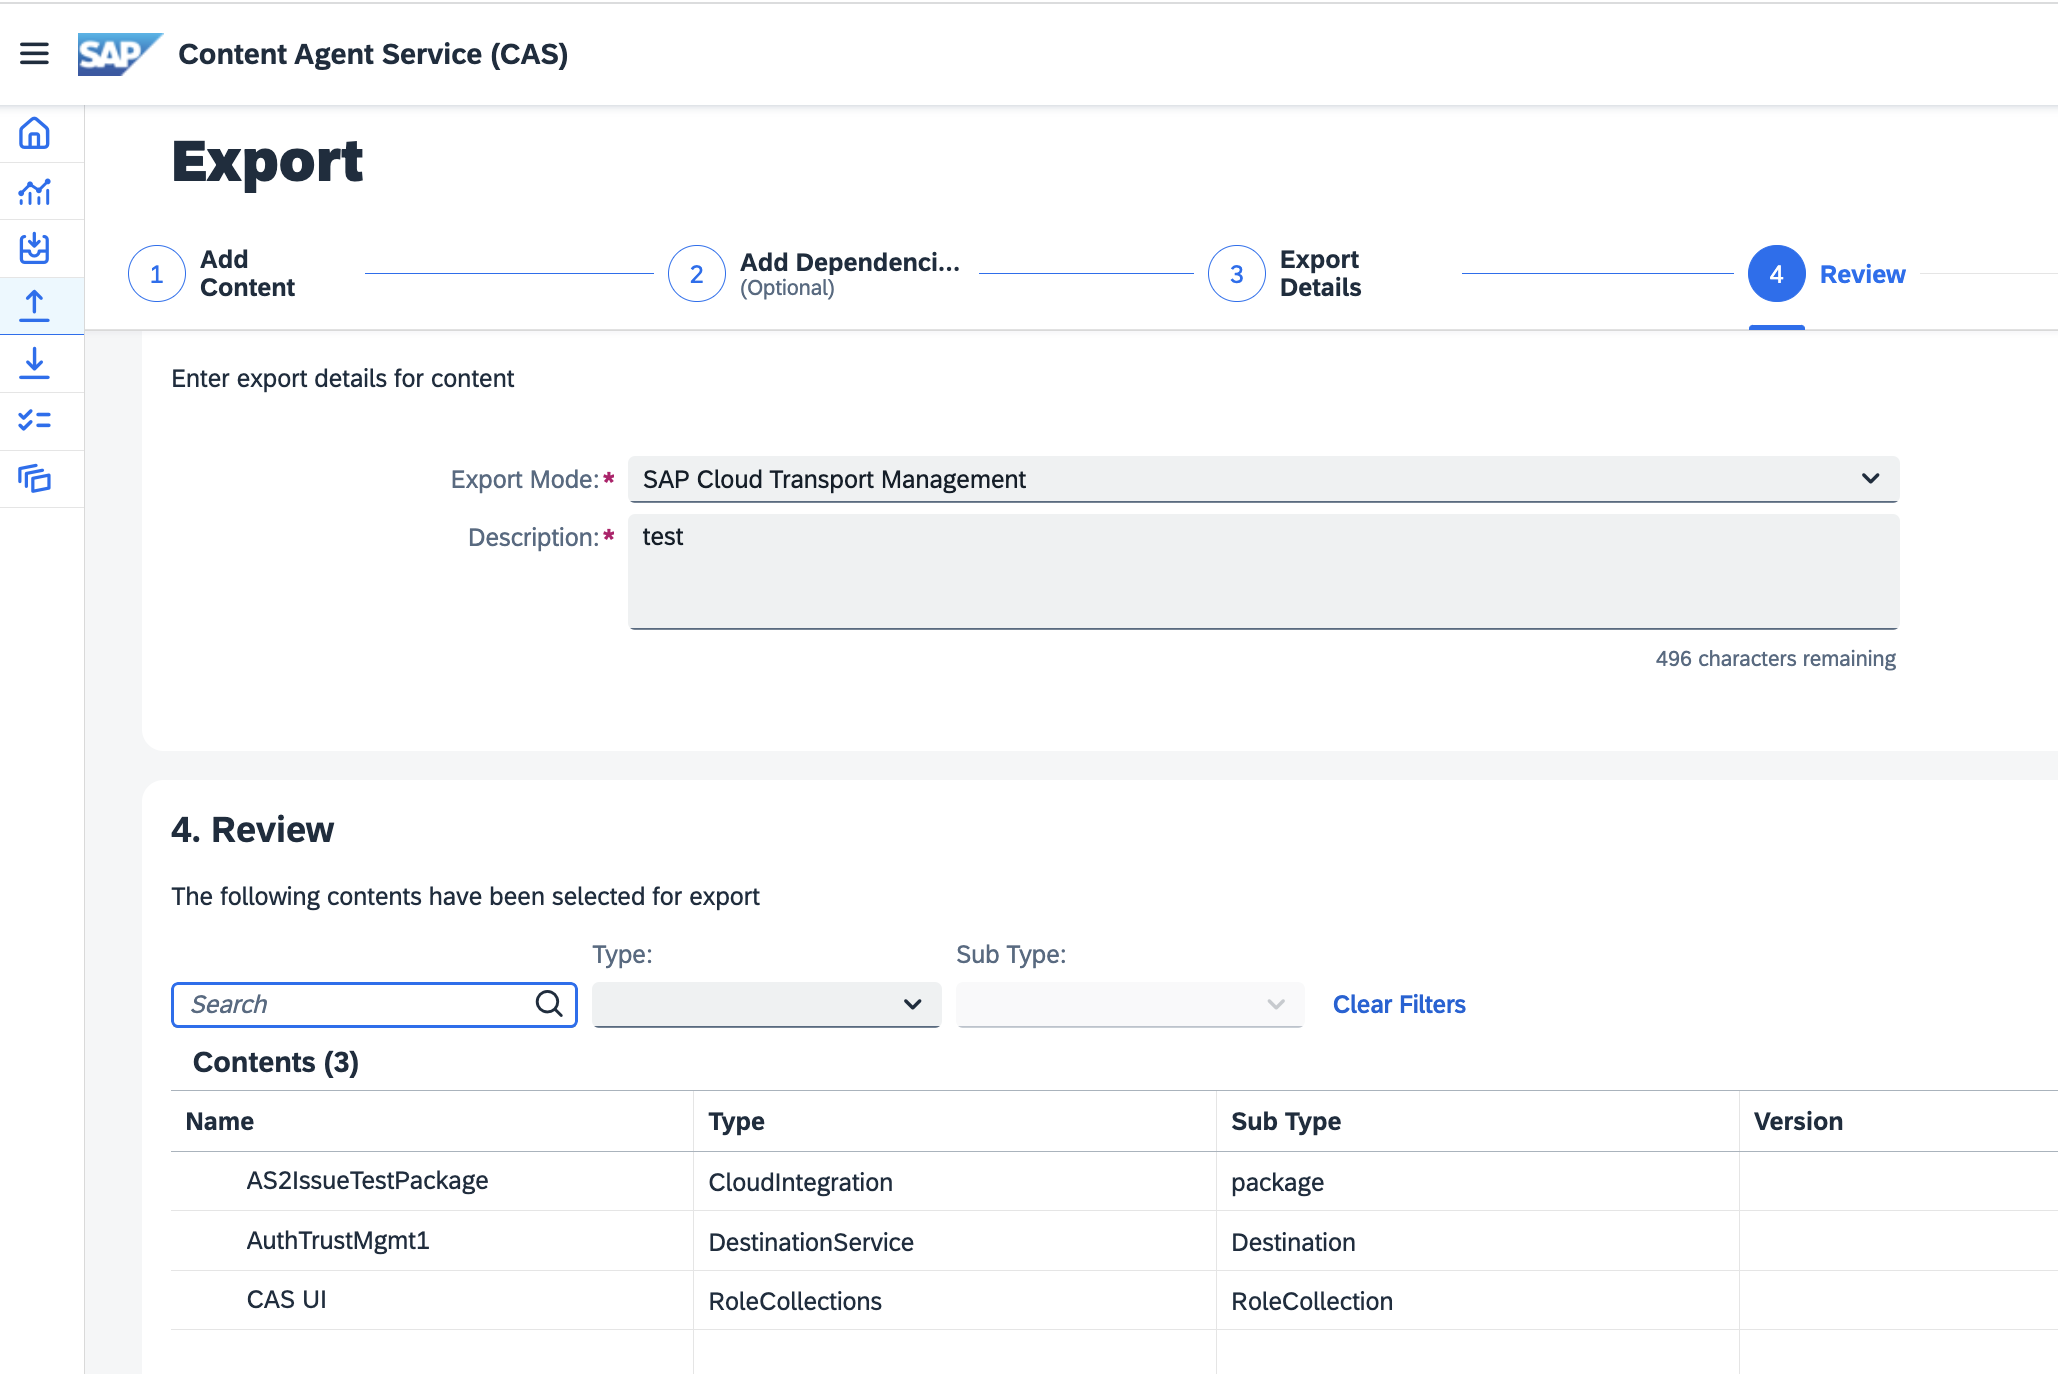 SAP Content Agent Service (CAS)
Export
1 Add Content
2 Add Dependenci... (Optional)
3 Export Details
4 Review
Enter export details for content
Export Mode:* SAP Cloud Transport Management
Description:* test
496 characters remaining
4. Review
The following contents have been selected for export
Type: Sub Type:
Search Clear Filters
Contents (3)
Name Type Sub Type Version
AS2IssueTestPackage CloudIntegration package
AuthTrustMgmt1 DestinationService Destination
CAS UI RoleCollections RoleCollection